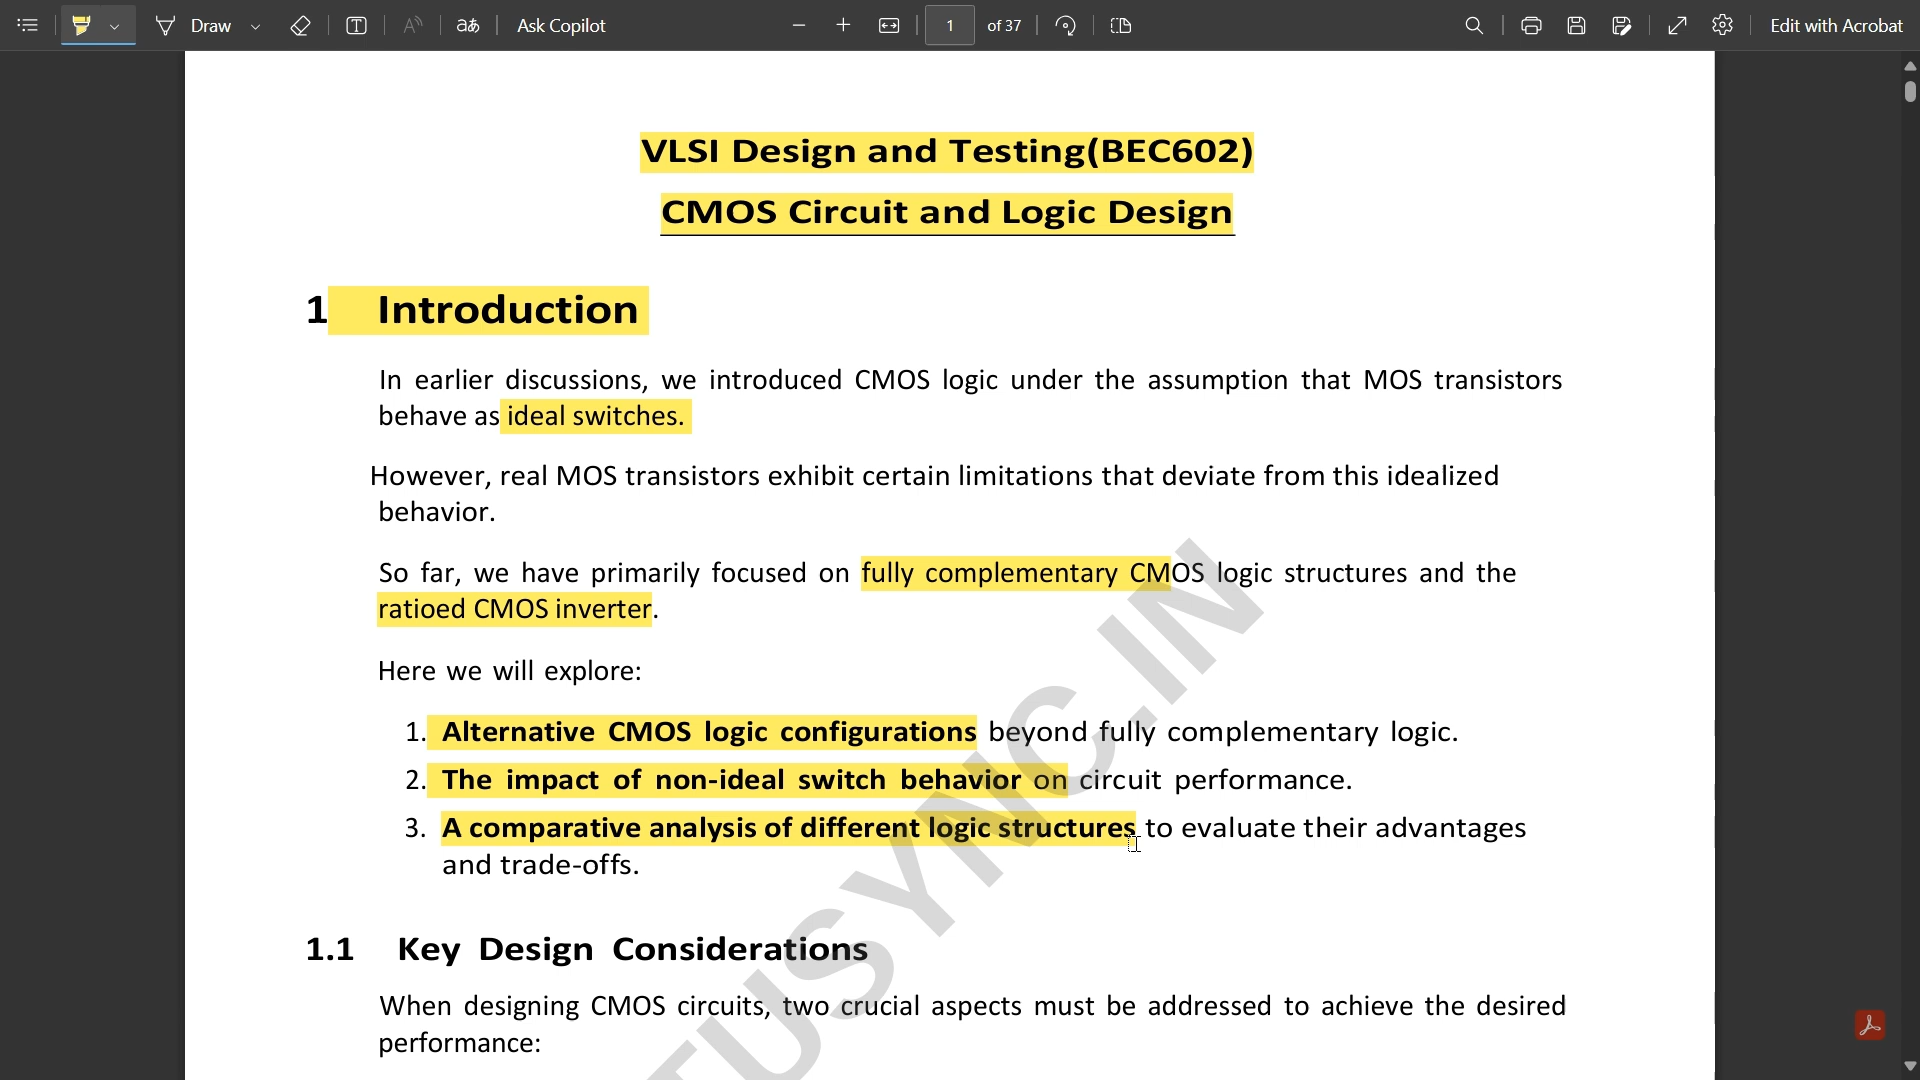 Draw
Ask Copilot
1 of 37
Edit with Acrobat
VLSI Design and Testing(BEC602)
CMOS Circuit and Logic Design
1 Introduction
In earlier discussions, we introduced CMOS logic under the assumption that MOS transistors
behave as ideal switches.
However, real MOS transistors exhibit certain limitations that deviate from this idealized
behavior.
So far, we have primarily focused on fully complementary CMOS logic structures and the
ratioed CMOS inverter.
Here we will explore:
1. Alternative CMOS logic configurations beyond fully complementary logic.
2. The impact of non-ideal switch behavior on circuit performance.
3. A comparative analysis of different logic structures to evaluate their advantages
and trade-offs.
1.1 Key Design Considerations
When designing CMOS circuits, two crucial aspects must be addressed to achieve the desired
performance:
TUSYNC.IN